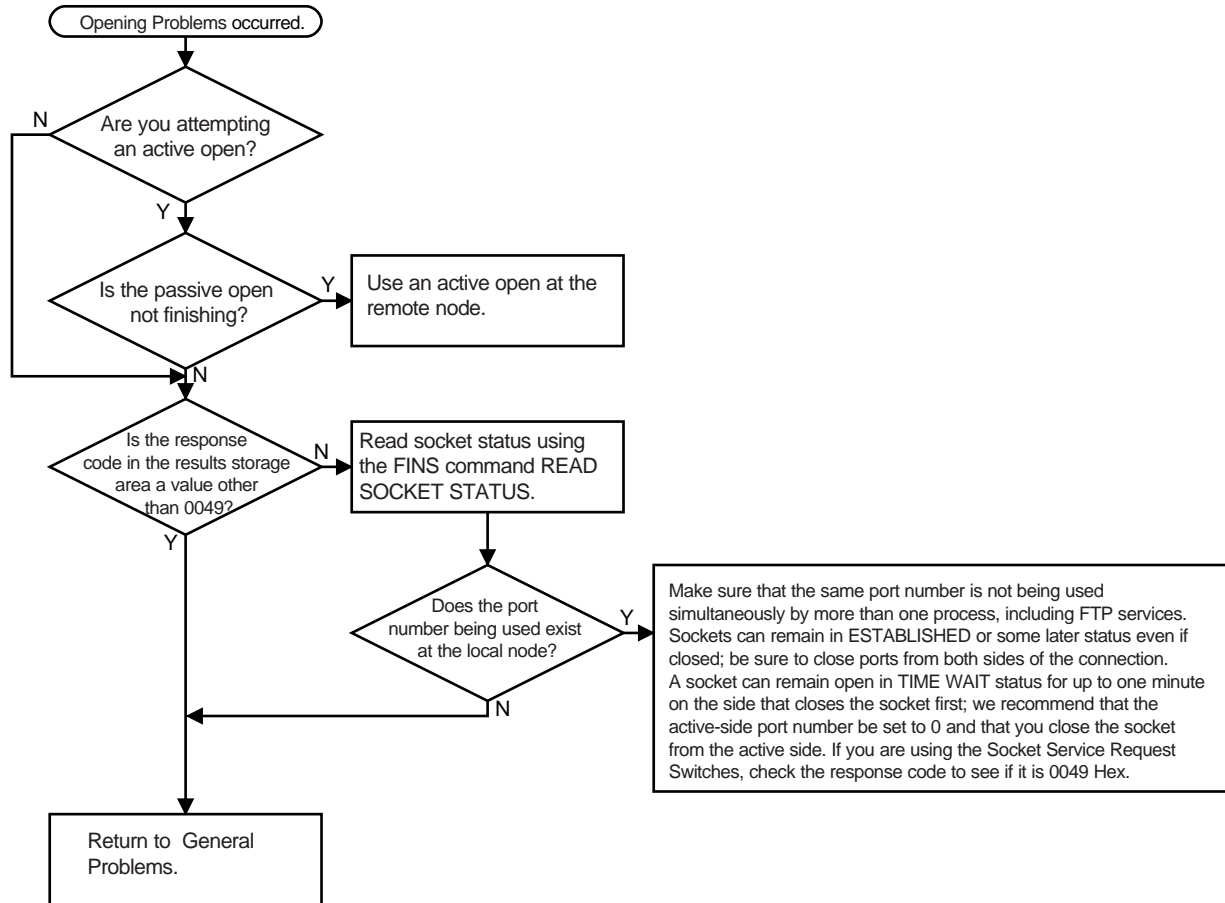 Opening Problems occurred.
N
Are you attempting
an active open?
Y
Is the passive open
not finishing?
Y
Use an active open at the
remote node.
N
Is the response
code in the results storage
area a value other
than 0049?
N
Read socket status using
the FINS command READ
SOCKET STATUS.
Y
Does the port
number being used exist
at the local node?
Y
Make sure that the same port number is not being used
simultaneously by more than one process, including FTP services.
Sockets can remain in ESTABLISHED or some later status even if
closed; be sure to close ports from both sides of the connection.
A socket can remain open in TIME WAIT status for up to one minute
on the side that closes the socket first; we recommend that the
active-side port number be set to 0 and that you close the socket
from the active side. If you are using the Socket Service Request
Switches, check the response code to see if it is 0049 Hex.
N
Return to General
Problems.